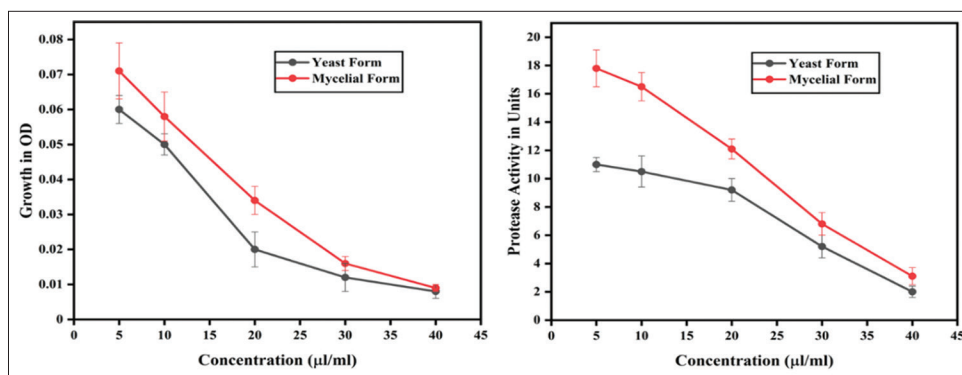 Growth in OD
0.08
0.07
0.06
0.05
0.04
0.03
0.02
0.01
0
Yeast Form
Mycelial Form
0 5 10 15 20 25 30 35 40 45
Concentration (µl/ml)
Protease Activity in Units
20
18
16
14
12
10
8
6
4
2
0
Yeast Form
Mycelial Form
0 5 10 15 20 25 30 35 40 45
Concentration (µl/ml)